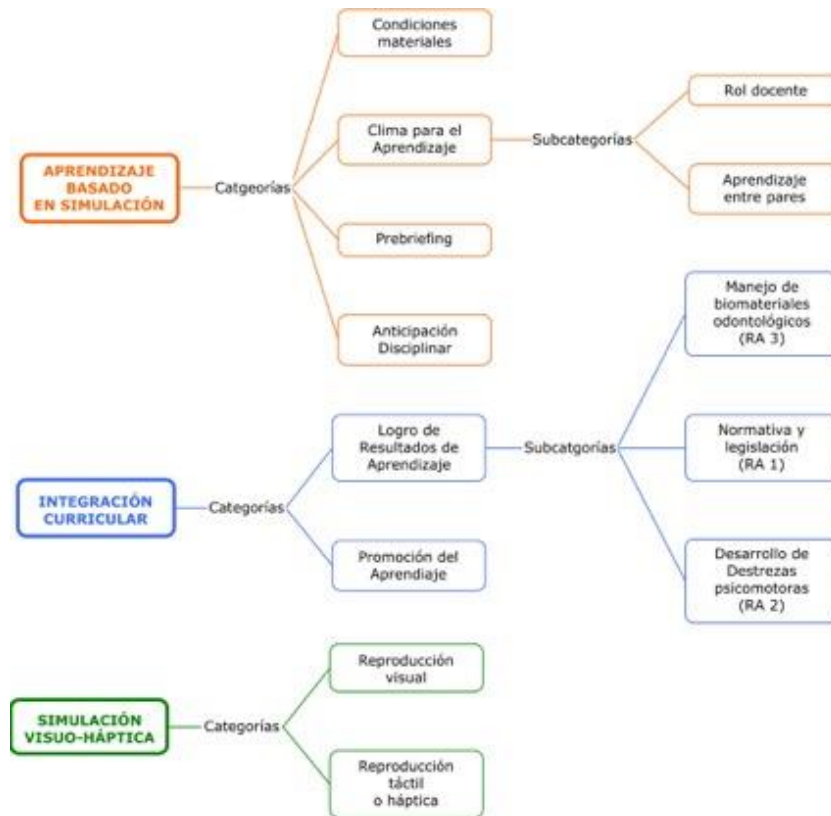 APRENDIZAJE
BASADO
EN SIMULACIÓN
Catgeorías
Condiciones
materiales
Clima para el
Aprendizaje
Subcategorías
Rol docente
Aprendizaje
entre pares
Prebriefing
Anticipación
Disciplinar
INTEGRACIÓN
CURRICULAR
Categorías
Logro de
Resultados de
Aprendizaje
Subcatgorías
Manejo de
biomateriales
odontológicos
(RA 3)
Normativa y
legislación
(RA 1)
Desarrollo de
Destrezas
psicomotoras
(RA 2)
Promoción del
Aprendiaje
SIMULACIÓN
VISUO-HÁPTICA
Categorías
Reproducción
visual
Reproducción
táctil
o háptica